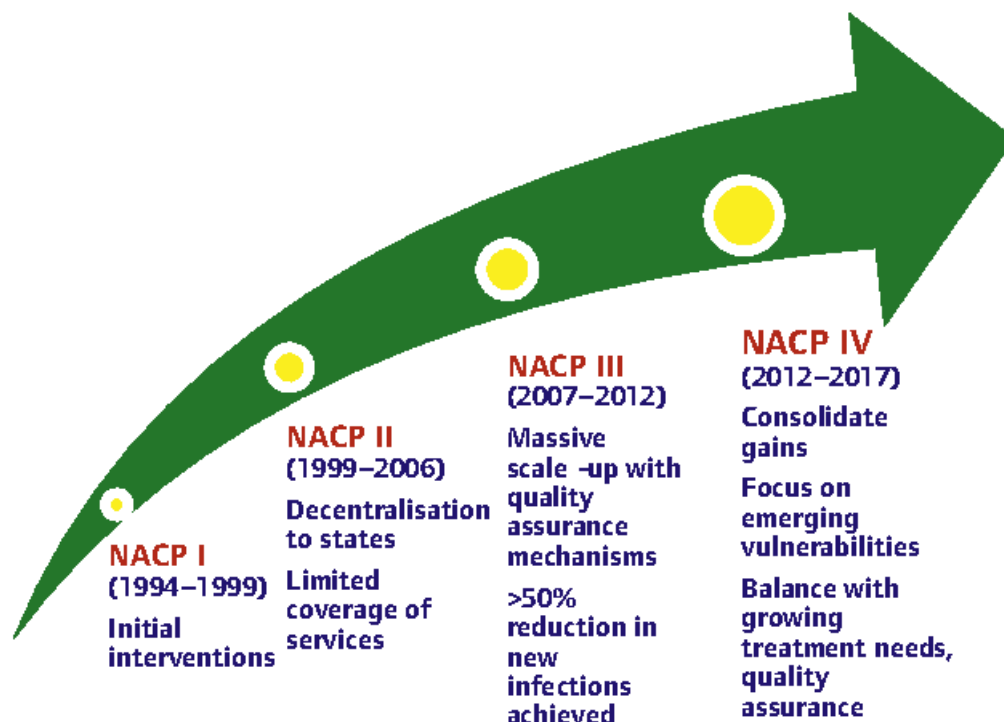 NACP I
(1994–1999)
Initial
interventions
NACP II
(1999–2006)
Decentralisation
to states
Limited
coverage of
services
NACP III
(2007–2012)
Massive
scale –up with
quality
assurance
mechanisms
>50%
reduction in
new
infections
achieved
NACP IV
(2012–2017)
Consolidate
gains
Focus on
emerging
vulnerabilities
Balance with
growing
treatment needs,
quality
assurance